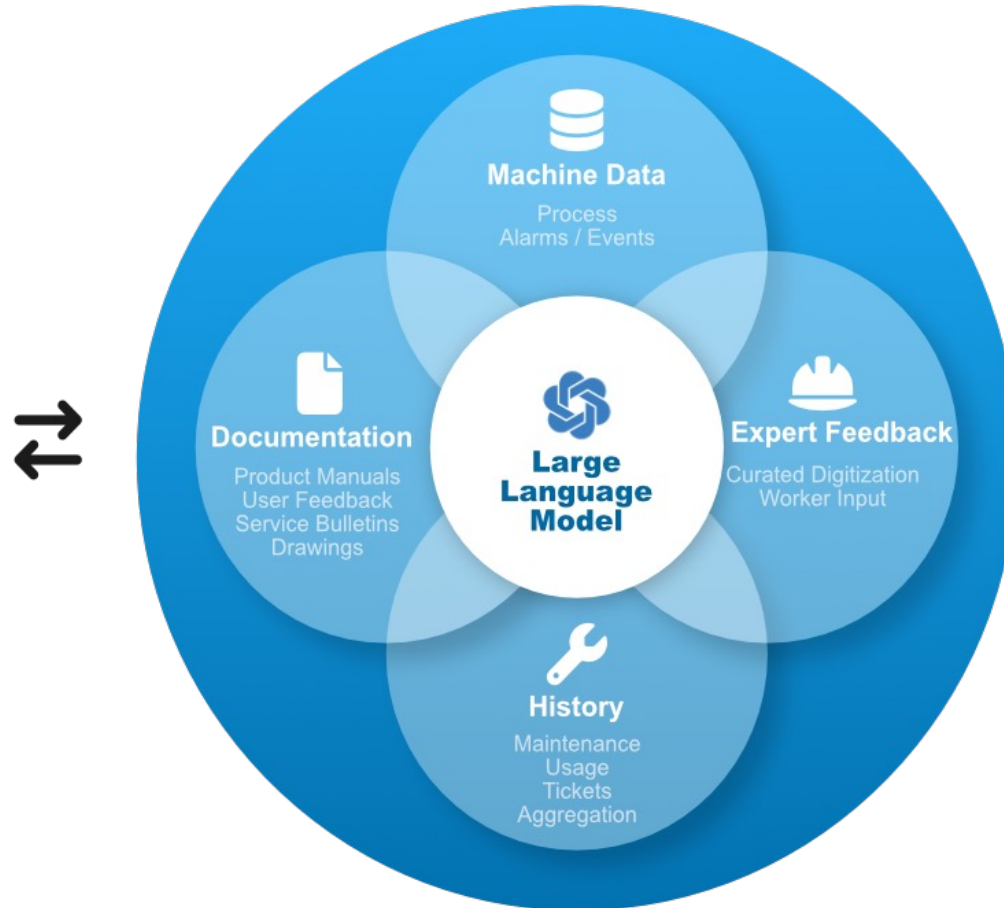 Machine Data
Process
Alarms / Events
Documentation
Product Manuals
User Feedback
Service Bulletins
Drawings
Large
Language
Model
Expert Feedback
Curated Digitization
Worker Input
History
Maintenance
Usage
Tickets
Aggregation